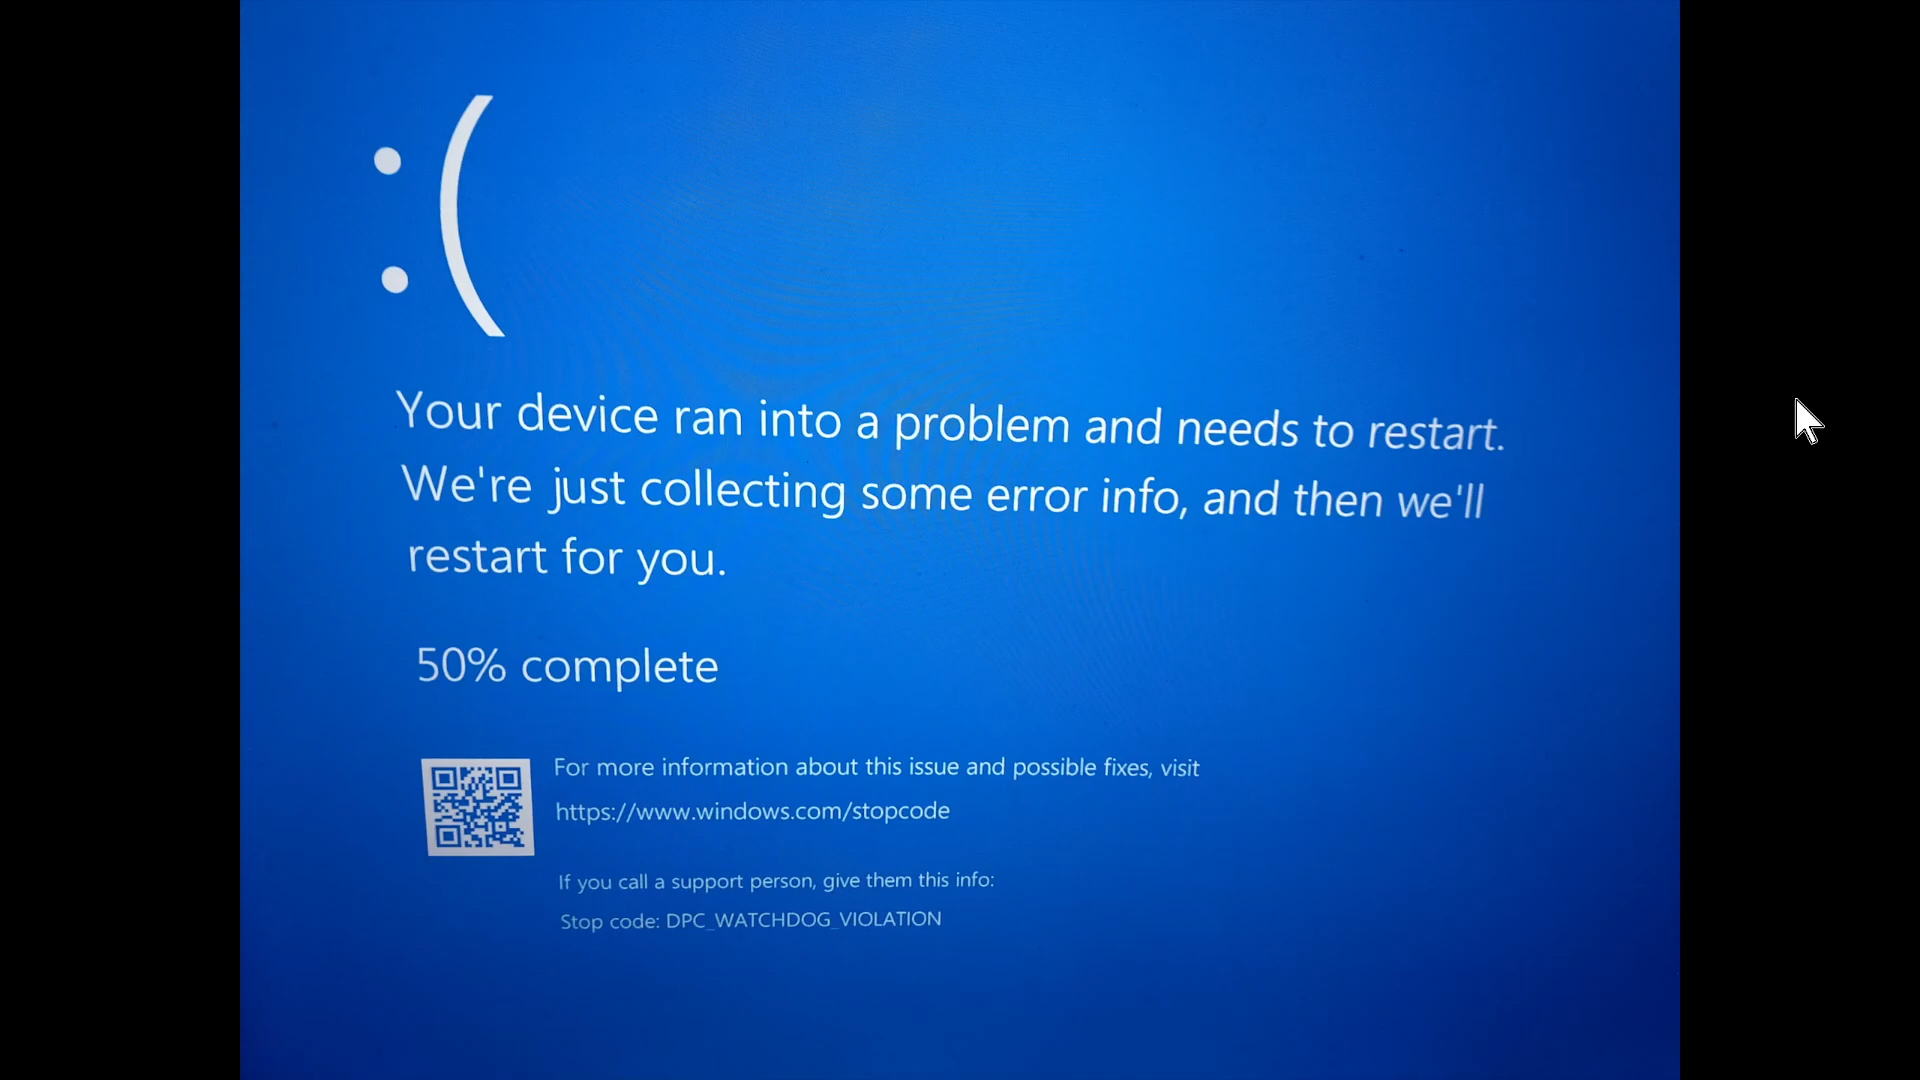 :(
Your device ran into a problem and needs to restart.
We're just collecting some error info, and then we'll
restart for you.
50% complete
For more information about this issue and possible fixes, visit
https://www.windows.com/stopcode
If you call a support person, give them this info:
Stop code: DPC_WATCHDOG_VIOLATION